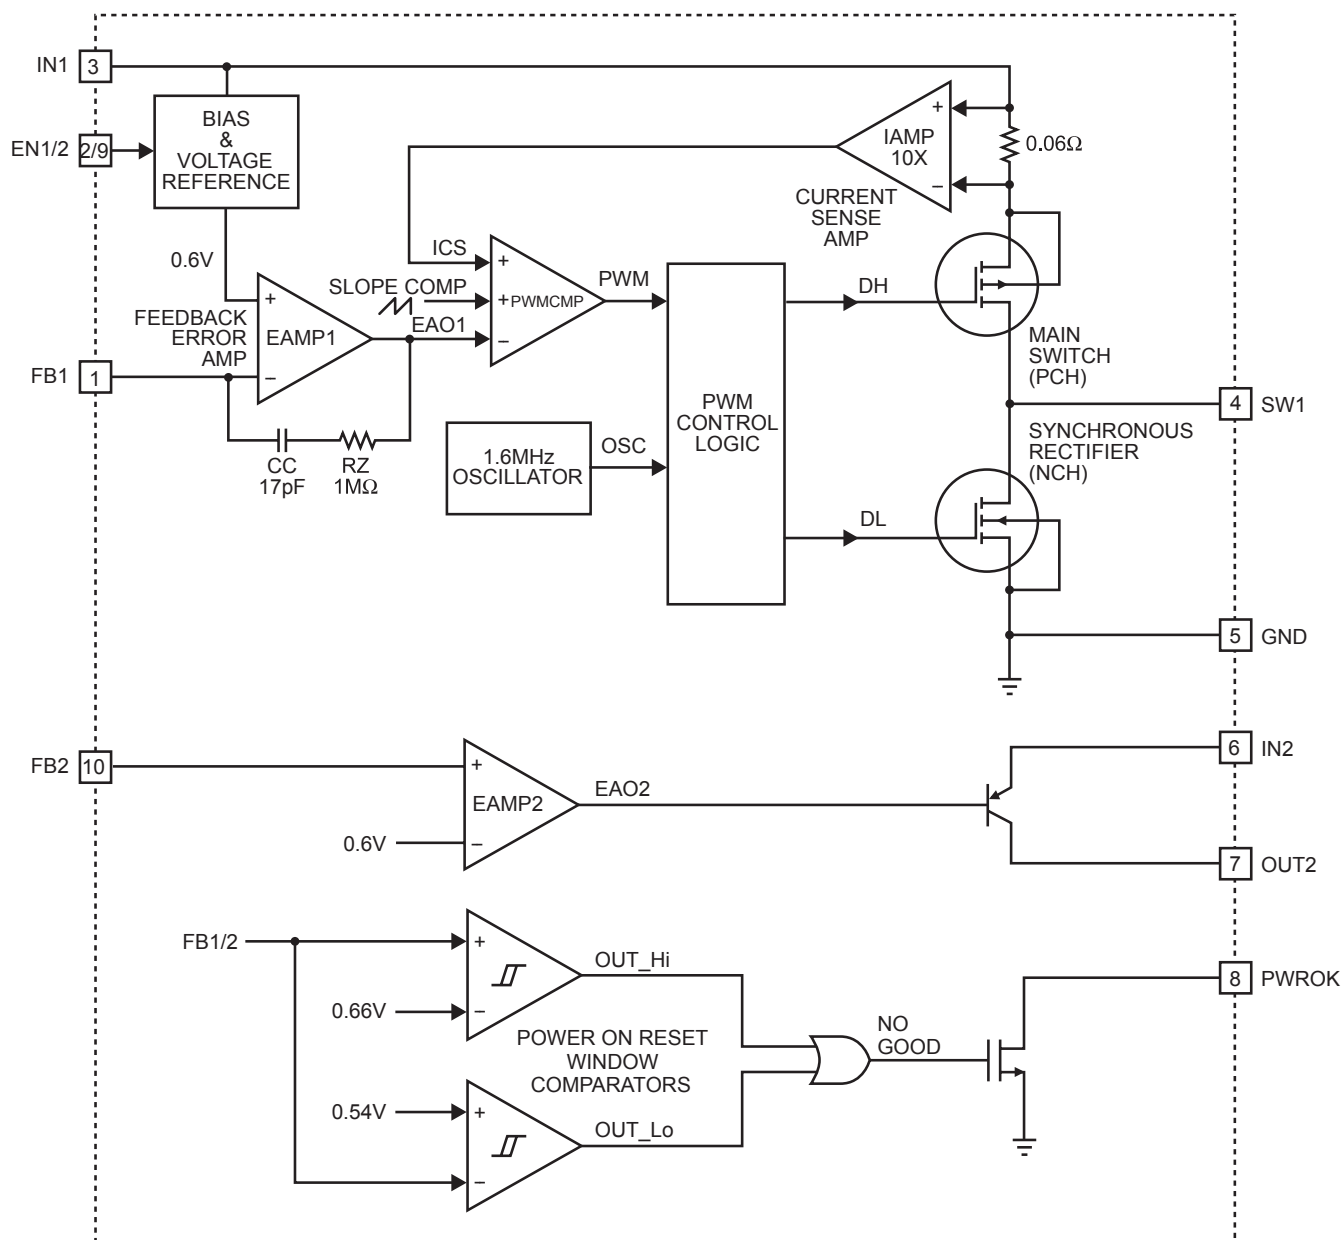 IN1 3
BIAS
&
VOLTAGE
REFERENCE
EN1/2 2/9
+
IAMP
10X
−
0.06Ω
CURRENT
SENSE
AMP
0.6V
ICS
+
SLOPE COMP
+PWMCMP
EAO1
−
PWM
DH
FEEDBACK
ERROR
AMP
+
EAMP1
−
FB1 1
MAIN
SWITCH
(PCH)
CC
17pF
RZ
1MΩ
1.6MHz
OSCILLATOR
OSC
PWM
CONTROL
LOGIC
4 SW1
SYNCHRONOUS
RECTIFIER
(NCH)
DL
5 GND
FB2 10
+
EAMP2
−
0.6V
EAO2
6 IN2
7 OUT2
FB1/2
+
−
0.66V
OUT_Hi
8 PWROK
POWER ON RESET
WINDOW
COMPARATORS
NO
GOOD
0.54V
+
−
OUT_Lo